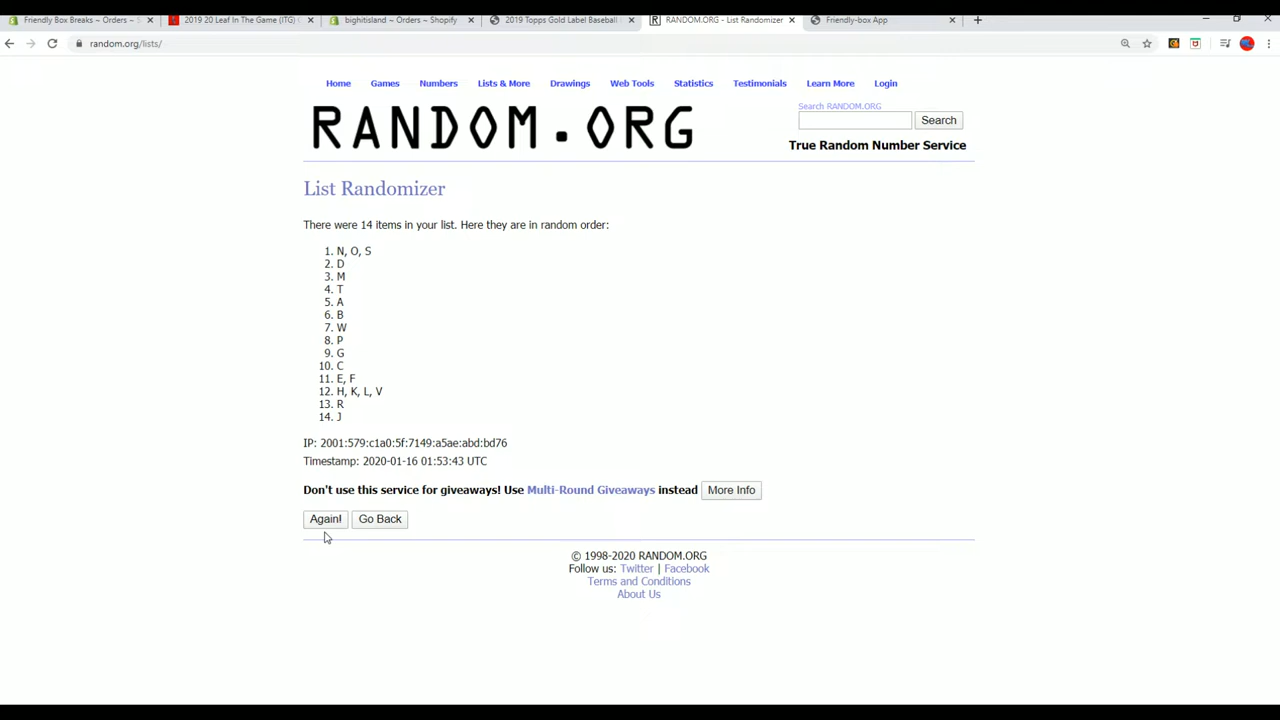 Friendly Box Breaks ~ Orders ~ S
2019 20 Leaf In The Game (ITG) C
bighitisland ~ Orders ~ Shopify
2019 Topps Gold Label Baseball
RANDOM.ORG - List Randomizer
Friendly-box App
random.org/lists/
Home Games Numbers Lists & More Drawings Web Tools Statistics Testimonials Learn More Login
RANDOM.ORG
Search RANDOM.ORG
Search
True Random Number Service
List Randomizer
There were 14 items in your list. Here they are in random order:
1. N, O, S
2. D
3. M
4. T
5. A
6. B
7. W
8. P
9. G
10. C
11. E, F
12. H, K, L, V
13. R
14. J
IP: 2001:579:c1a0:5f:7149:a5ae:abd:bd76
Timestamp: 2020-01-16 01:53:43 UTC
Don't use this service for giveaways! Use Multi-Round Giveaways instead More Info
Again! Go Back
© 1998-2020 RANDOM.ORG
Follow us: Twitter | Facebook
Terms and Conditions
About Us